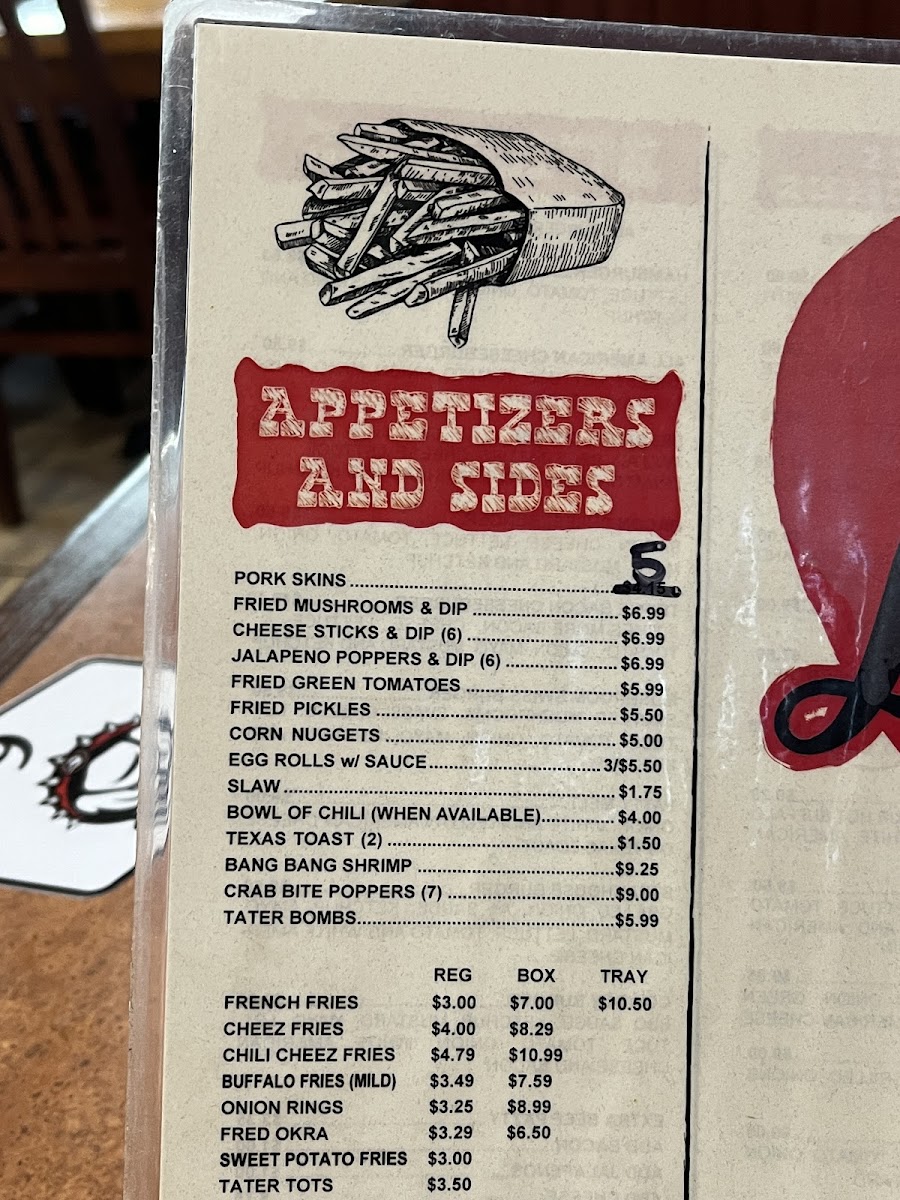 APPETIZERS
AND SIDES
5
PORK SKINS
FRIED MUSHROOMS & DIP $6.99
CHEESE STICKS & DIP (6) $6.99
JALAPENO POPPERS & DIP (6) $6.99
FRIED GREEN TOMATOES $5.99
FRIED PICKLES $5.50
CORN NUGGETS $5.00
EGG ROLLS w/ SAUCE 3/$5.50
SLAW $1.75
BOWL OF CHILI (WHEN AVAILABLE) $4.00
TEXAS TOAST (2) $1.50
BANG BANG SHRIMP $9.25
CRAB BITE POPPERS (7) $9.00
TATER BOMBS $5.99
REG BOX TRAY
FRENCH FRIES $3.00 $7.00 $10.50
CHEEZ FRIES $4.00 $8.29
CHILI CHEEZ FRIES $4.79 $10.99
BUFFALO FRIES (MILD) $3.49 $7.59
ONION RINGS $3.25 $8.99
FRED OKRA $3.29 $6.50
SWEET POTATO FRIES $3.00
TATER TOTS $3.50